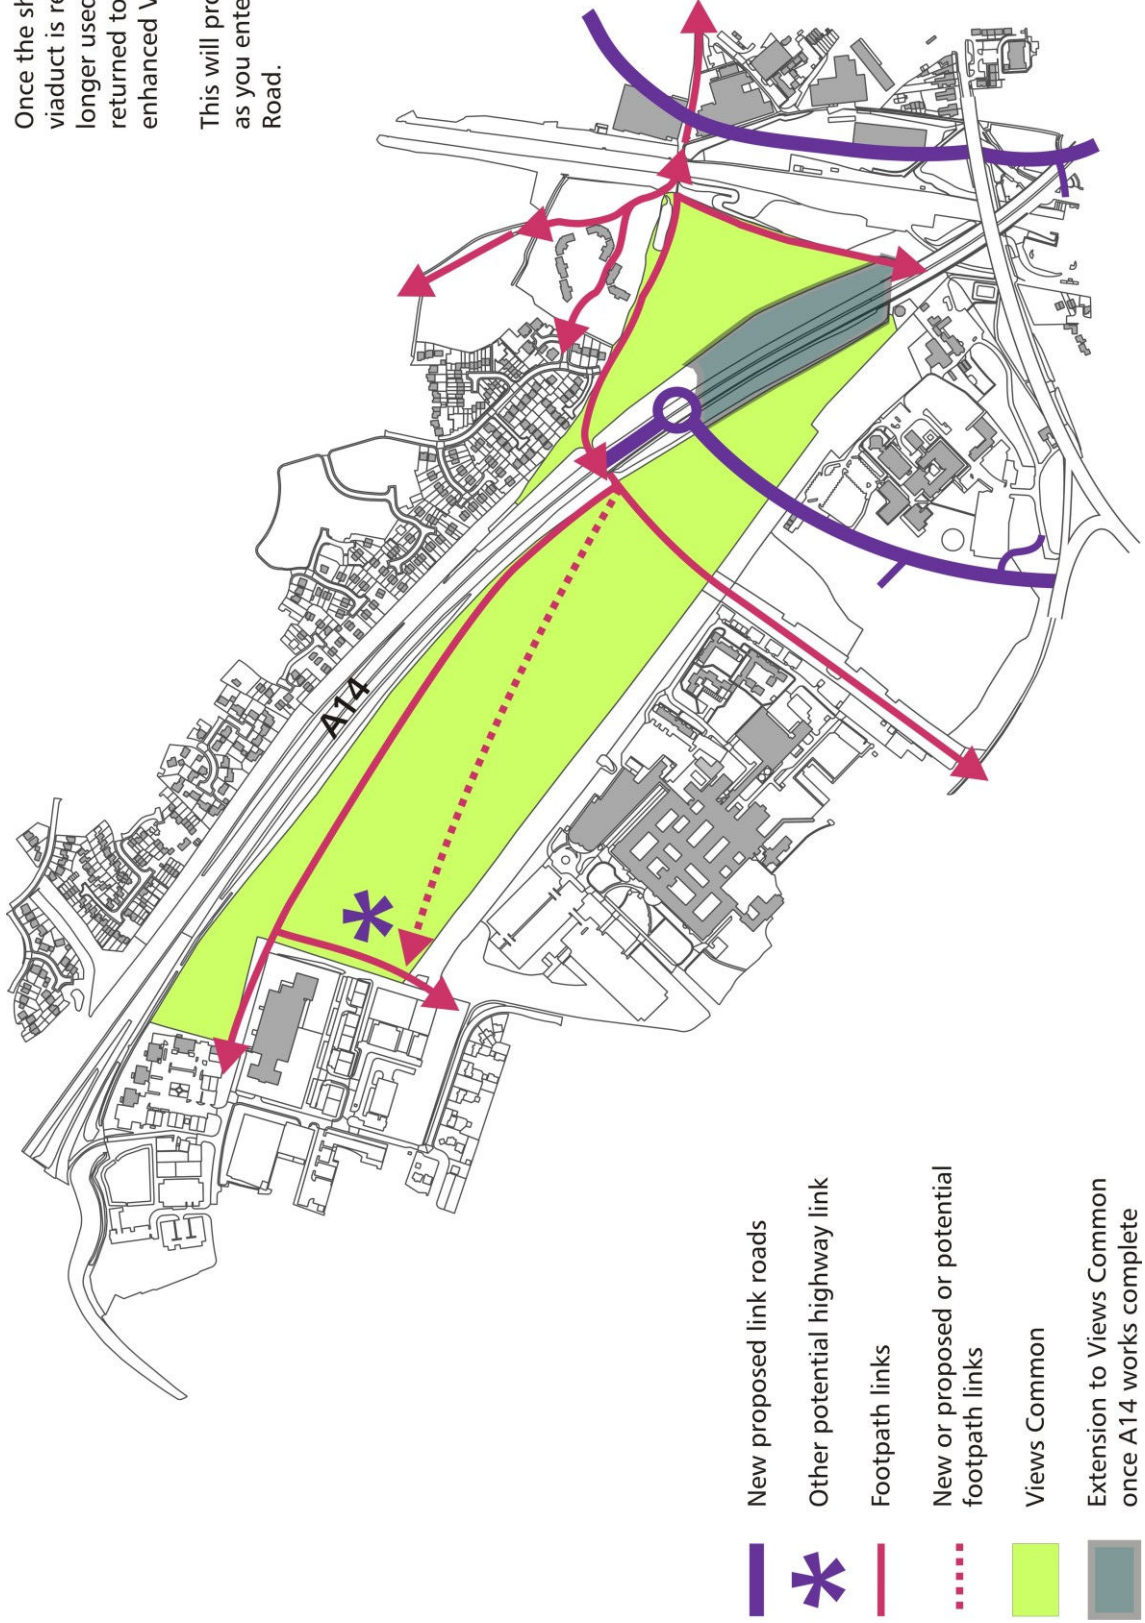 Once the sh
viaduct is re
longer used
returned to
enhanced V
This will pro
as you ente
Road.
A14
New proposed link roads
Other potential highway link
Footpath links
New or proposed or potential
footpath links
Views Common
Extension to Views Common
once A14 works complete